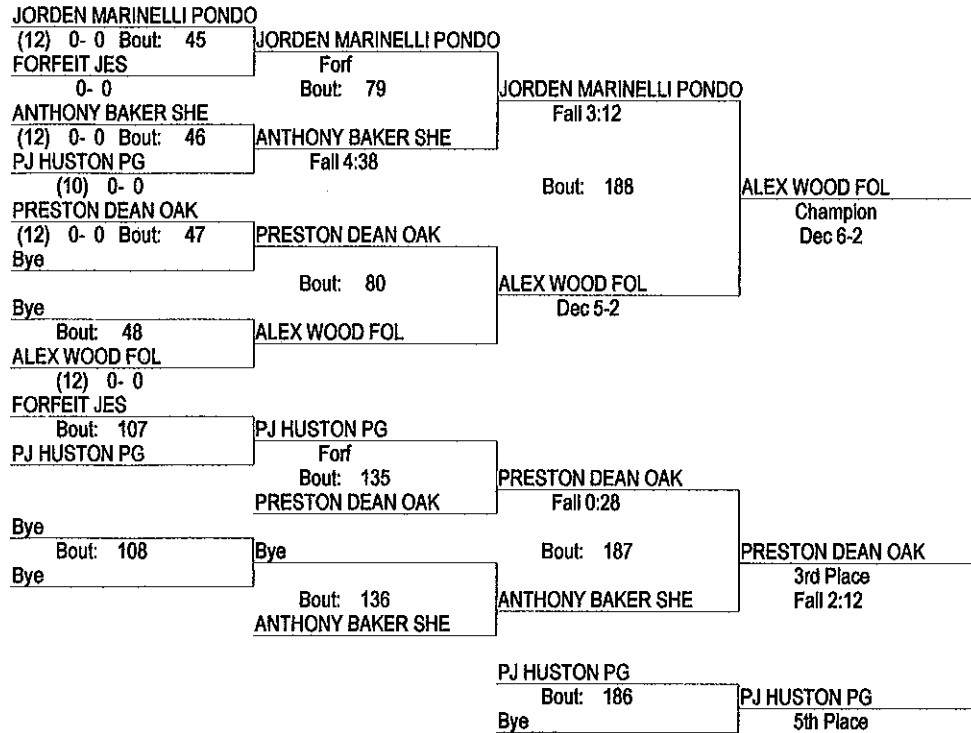 JORDEN MARINELLI PONDO
(12) 0- 0 Bout: 45
FORFEIT JES
0- 0
ANTHONY BAKER SHE
(12) 0- 0 Bout: 46
PJ HUSTON PG
(10) 0- 0
PRESTON DEAN OAK
(12) 0- 0 Bout: 47
Bye
Bye
Bout: 48
ALEX WOOD FOL
(12) 0- 0
JORDEN MARINELLI PONDO
Forf
Bout: 79
ANTHONY BAKER SHE
Fall 4:38
PRESTON DEAN OAK
Bout: 80
ALEX WOOD FOL
JORDEN MARINELLI PONDO
Fall 3:12
Bout: 188
ALEX WOOD FOL
Dec 5-2
ALEX WOOD FOL
Champion
Dec 6-2
FORFEIT JES
Bout: 107
PJ HUSTON PG
Bye
Bout: 108
Bye
PJ HUSTON PG
Forf
Bout: 135
PRESTON DEAN OAK
Bye
Bout: 136
ANTHONY BAKER SHE
PRESTON DEAN OAK
Fall 0:28
Bout: 187
ANTHONY BAKER SHE
PRESTON DEAN OAK
3rd Place
Fall 2:12
PJ HUSTON PG
Bout: 186
Bye
PJ HUSTON PG
5th Place